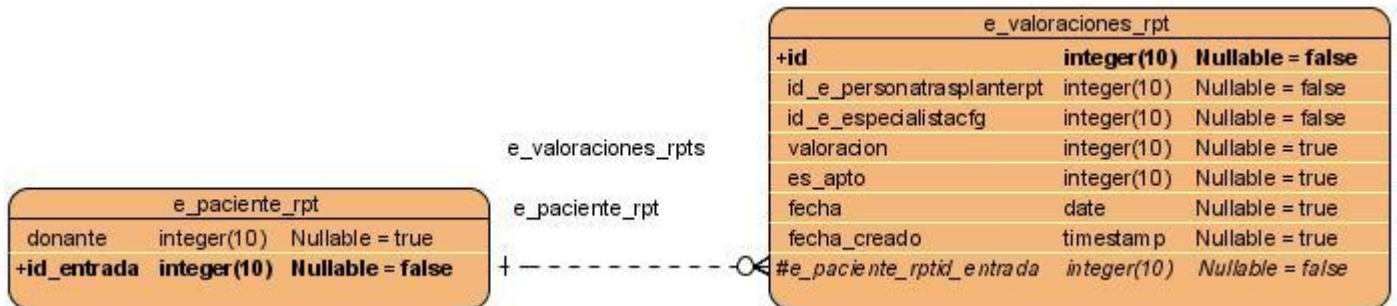 e_valoraciones_rpt
+id integer(10) Nullable = false
id_e_personatrasplanterpt integer(10) Nullable = false
id_e_especialistacfg integer(10) Nullable = false
valoracion integer(10) Nullable = true
es_apto integer(10) Nullable = true
fecha date Nullable = true
fecha_creado timestamp Nullable = true
#e_paciente_rptid_entrada integer(10) Nullable = false
e_valoraciones_rpts
e_paciente_rpt
e_paciente_rpt
donante integer(10) Nullable = true
+id_entrada integer(10) Nullable = false